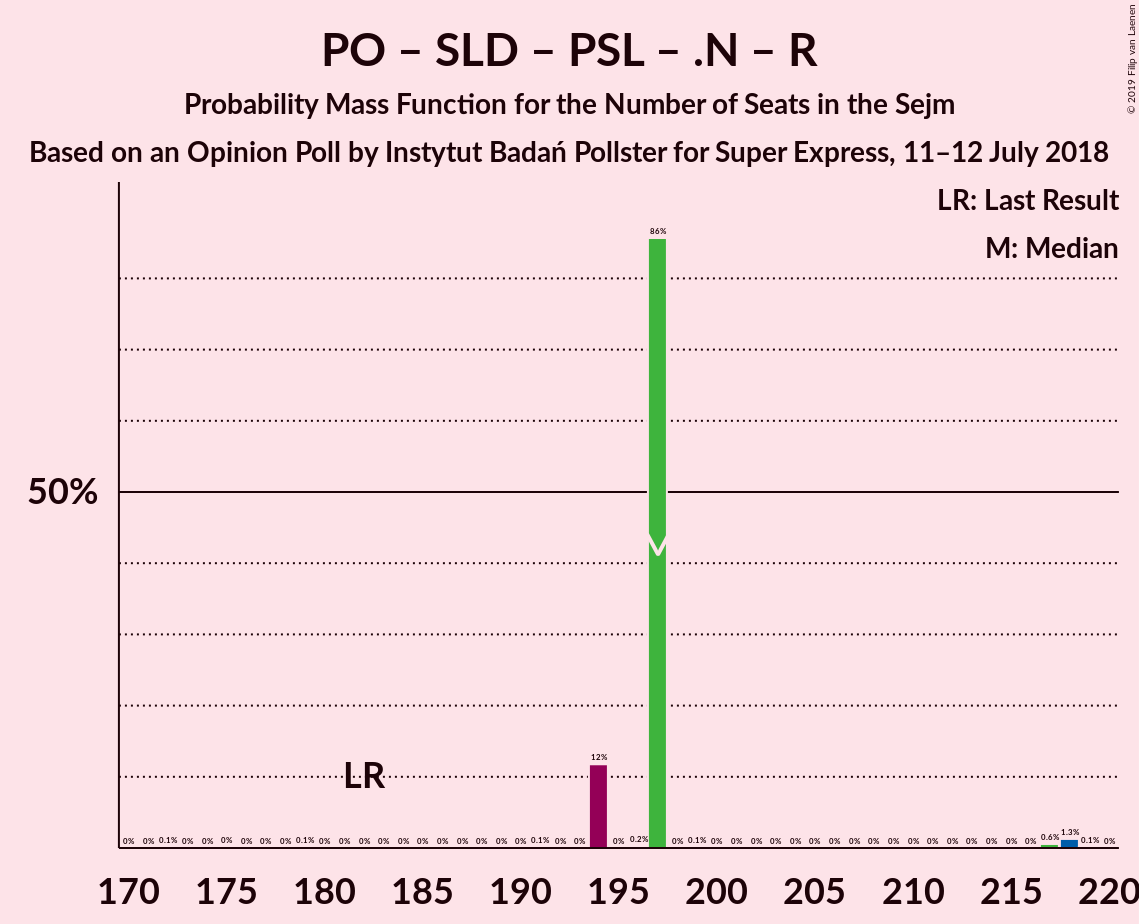 PO – SLD – PSL – .N – R
Probability Mass Function for the Number of Seats in the Sejm
Based on an Opinion Poll by Instytut Badań Pollster for Super Express, 11–12 July 2018
© 2019 Filip van Laenen
LR: Last Result
M: Median
86%
50%
12%
LR
0% 0% 0.1% 0% 0% 0% 0% 0% 0% 0.1% 0% 0% 0% 0% 0% 0% 0% 0% 0% 0% 0% 0.1% 0% 0% 0% 0.2% 0% 0.1% 0% 0% 0% 0% 0% 0% 0% 0% 0% 0% 0% 0% 0% 0% 0% 0% 0% 0.6% 1.3% 0.1% 0%
170 175 180 185 190 195 200 205 210 215 220